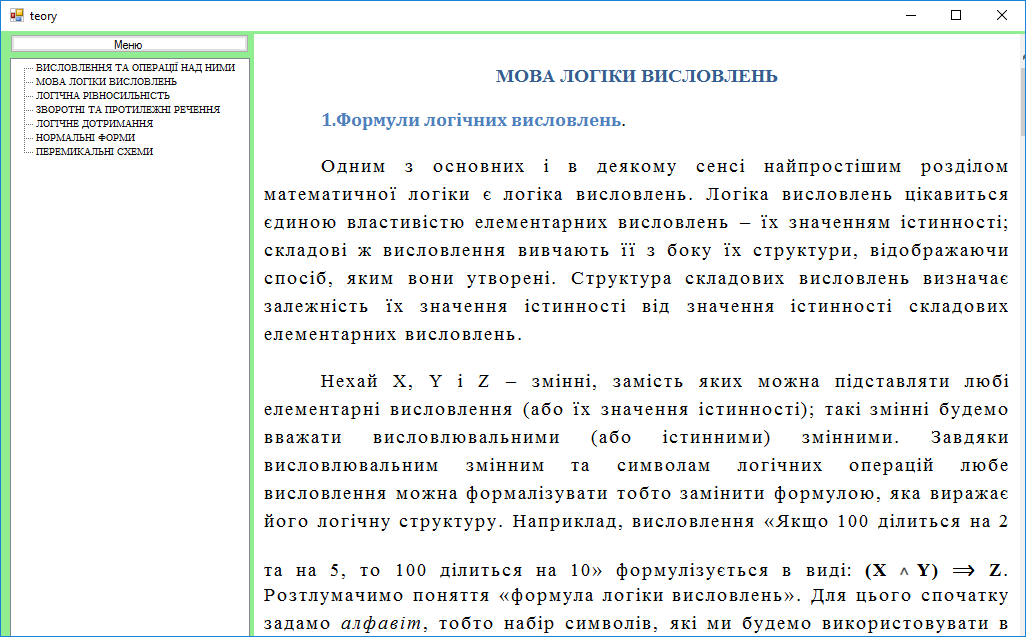 teory
Меню
ВИСЛОВЛЕННЯ ТА ОПЕРАЦІЇ НАД НИМИ
МОВА ЛОГІКИ ВИСЛОВЛЕНЬ
ЛОГІЧНА РІВНОСИЛЬНІСТЬ
ЗВОРОТНІ ТА ПРОТИЛЕЖНІ РЕЧЕННЯ
ЛОГІЧНЕ ДОТРИМАННЯ
НОРМАЛЬНІ ФОРМИ
ПЕРЕМИКАЛЬНІ СХЕМИ
МОВА ЛОГІКИ ВИСЛОВЛЕНЬ
1.Формули логічних висловлень.
Одним з основних і в деякому сенсі найпростішим розділом
математичної логіки є логіка висловлень. Логіка висловлень цікавиться
єдиною властивістю елементарних висловлень – їх значенням істинності;
складові ж висловлення вивчають її з боку їх структури, відображаючи
спосіб, яким вони утворені. Структура складових висловлень визначає
залежність їх значення істинності від значення істинності складових
елементарних висловлень.
Нехай X, Y і Z – змінні, замість яких можна підставляти любі
елементарні висловлення (або їх значення істинності); такі змінні будемо
вважати висловлювальними (або істинними) змінними. Завдяки
висловлювальним змінним та символам логічних операцій любе
висловлення можна формалізувати тобто замінити формулою, яка виражає
його логічну структуру. Наприклад, висловлення «Якщо 100 ділиться на 2
та на 5, то 100 ділиться на 10» формулізується в виді: (X ∧ Y) ⟹ Z.
Розтлумачимо поняття «формула логіки висловлень». Для цього спочатку
задамо алфавіт, тобто набір символів, які ми будемо використовувати в